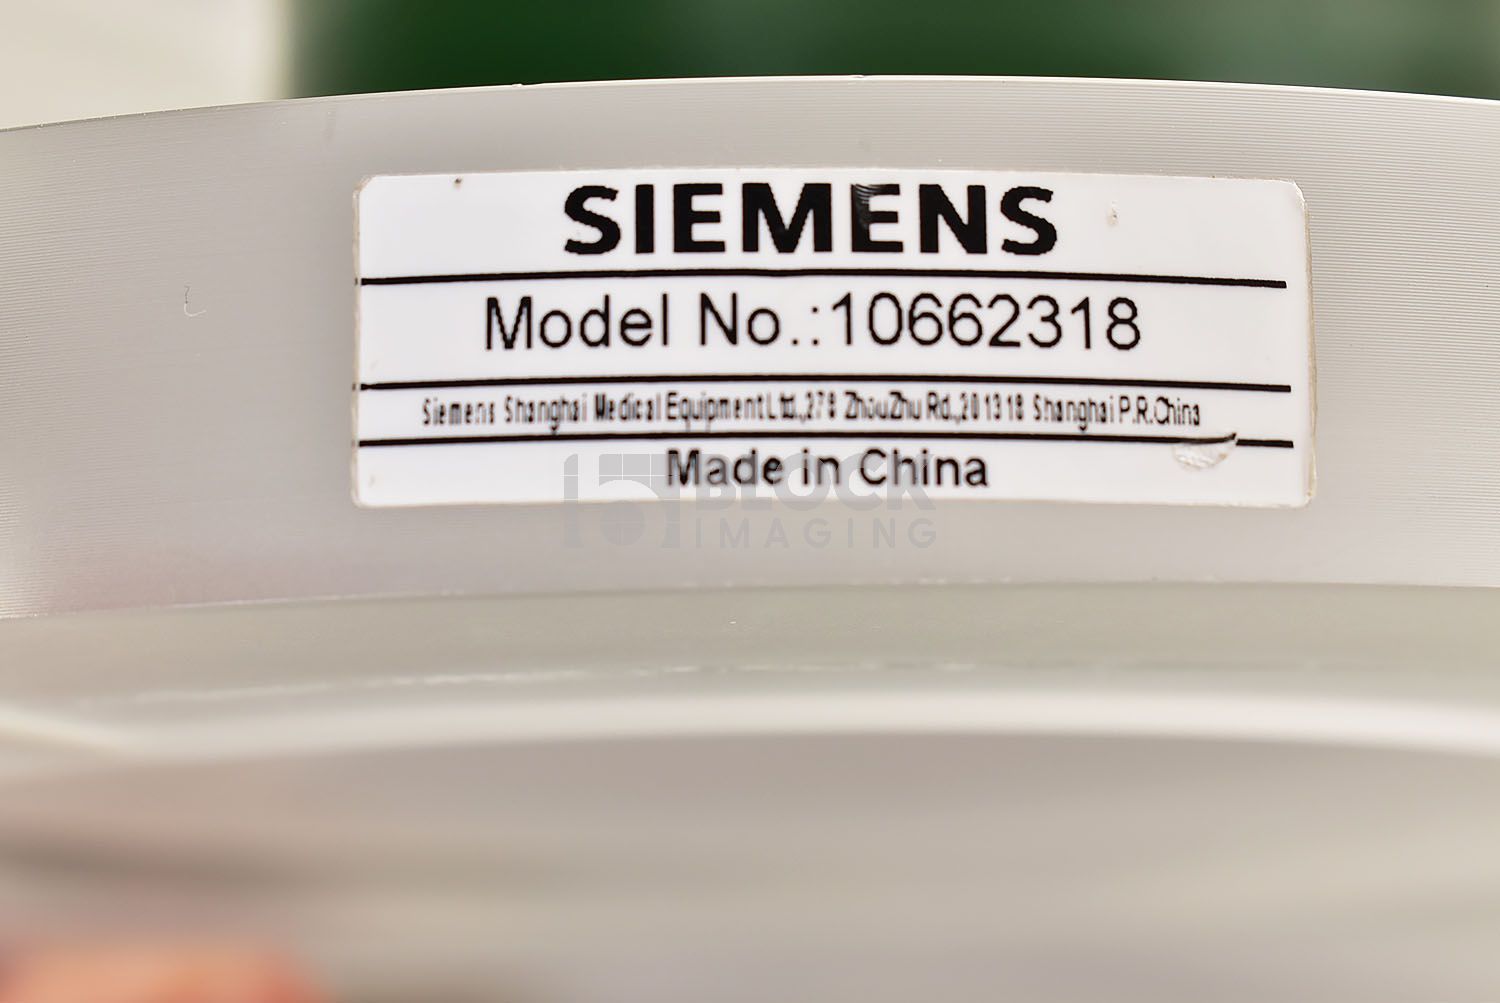 SIEMENS
Model No.:10662318
Siemens Shanghai Medical Equipment Ltd.,278 ZhouZhu Rd.,201318 Shanghai P.R.China
Made in China
BLOCK
IMAGING